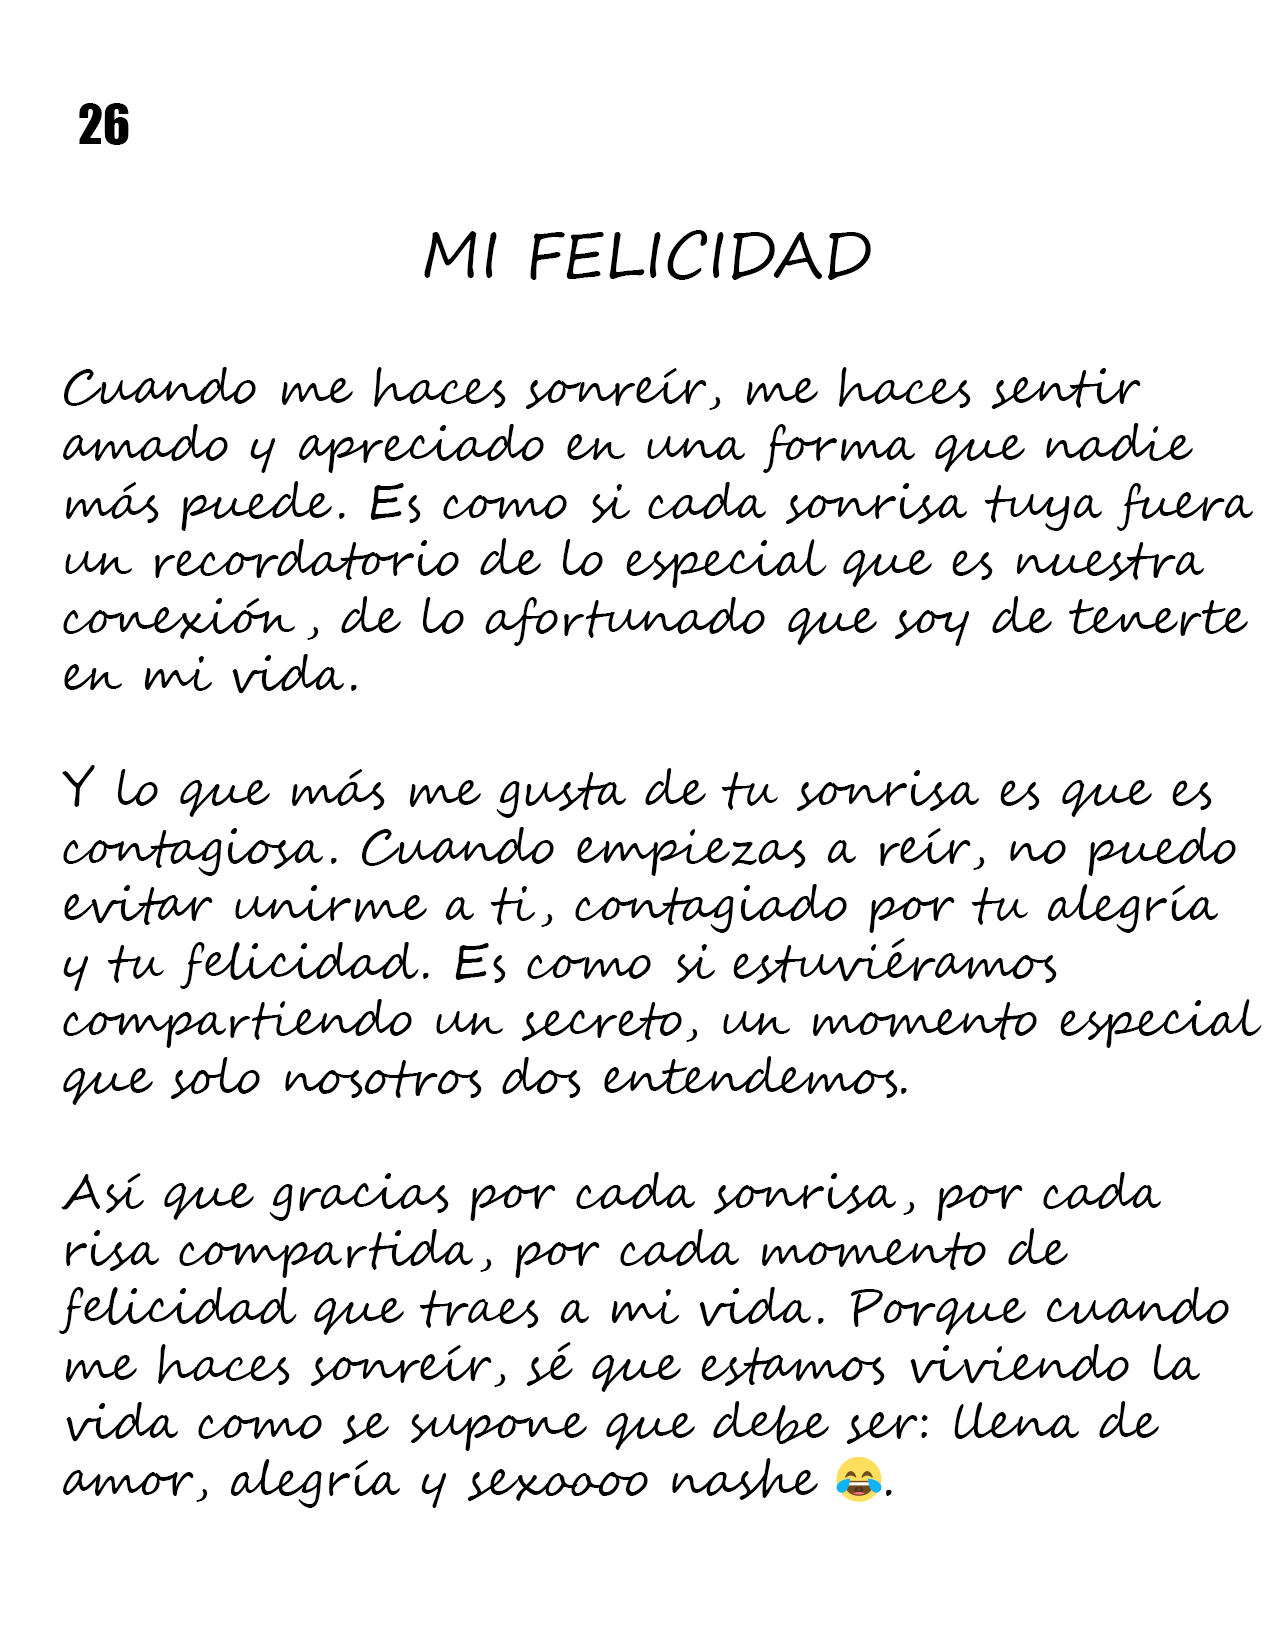 26
MI FELICIDAD
Cuando me haces sonreír, me haces sentir
amado y apreciado en una forma que nadie
más puede. Es como si cada sonrisa tuya fuera
un recordatorio de lo especial que es nuestra
conexión, de lo afortunado que soy de tenerte
en mi vida.
Y lo que más me gusta de tu sonrisa es que es
contagiosa. Cuando empiezas a reír, no puedo
evitar unirme a ti, contagiado por tu alegría
y tu felicidad. Es como si estuviéramos
compartiendo un secreto, un momento especial
que solo nosotros dos entendemos.
Así que gracias por cada sonrisa, por cada
risa compartida, por cada momento de
felicidad que traes a mi vida. Porque cuando
me haces sonreír, sé que estamos viviendo la
vida como se supone que debe ser: llena de
amor, alegría y sexoooo nashe 😂.